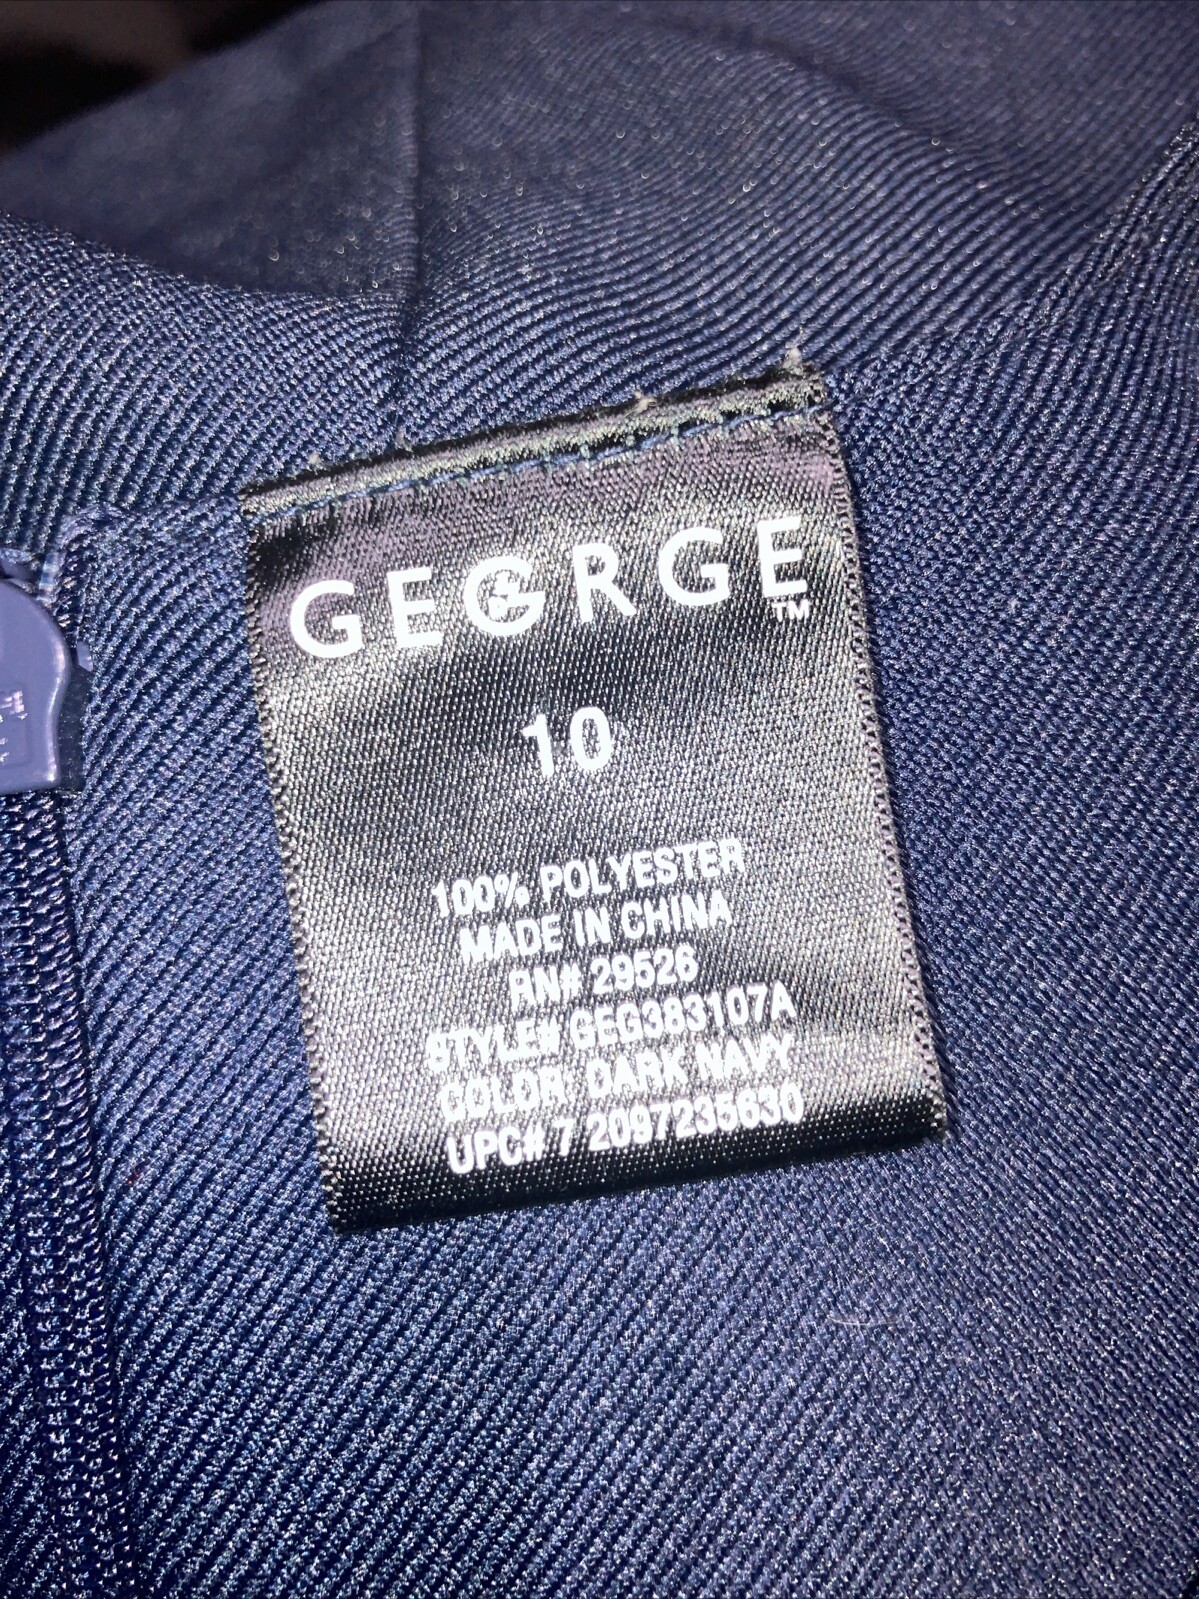 GEORGE™
10
100% POLYESTER
MADE IN CHINA
RN# 29526
STYLE# GEG383107A
COLOR: DARK NAVY
UPC# 7 2097235630